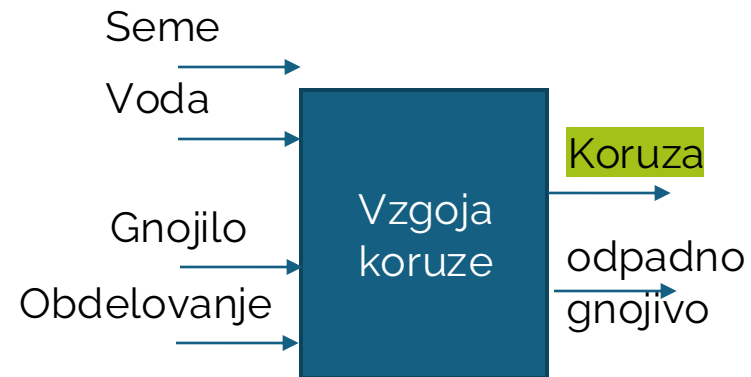 Seme
Voda
Gnojilo
Obdelovanje
Vzgoja
koruze
Koruza
odpadno
gnojivo